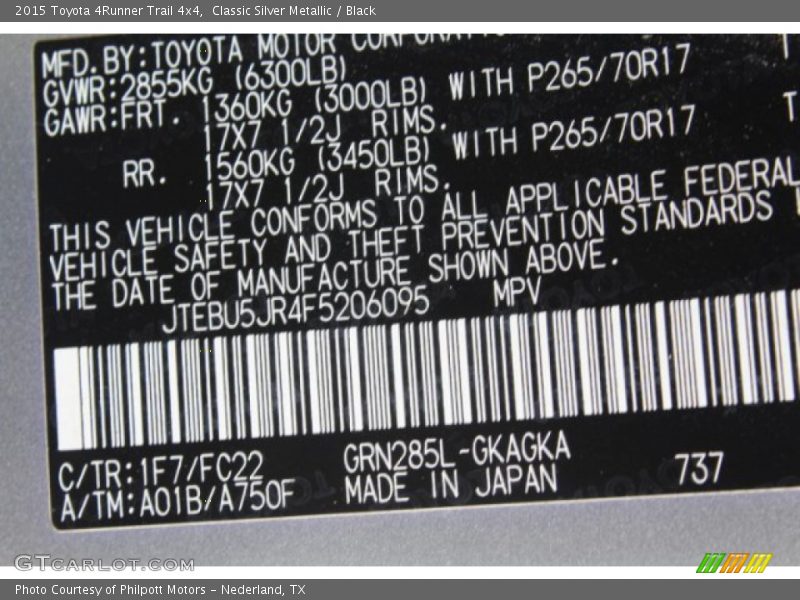 2015 Toyota 4Runner Trail 4x4,  Classic Silver Metallic / Black
MFD.BY:TOYOTA MOTOR CORPORATI
GVWR:2855KG (6300LB)
GAWR:FRT. 1360KG (3000LB) WITH P265/70R17
17X7 1/2J RIMS.
RR. 1560KG (3450LB) WITH P265/70R17
17X7 1/2J RIMS.
THIS VEHICLE CONFORMS TO ALL APPLICABLE FEDERAL
VEHICLE SAFETY AND THEFT PREVENTION STANDARDS
THE DATE OF MANUFACTURE SHOWN ABOVE.
JTEBU5JR4F5206095 MPV
C/TR:1F7/FC22 GRN285L-GKAGKA 737
A/TM:A01B/A750F MADE IN JAPAN
GTCARLOT.COM
Photo Courtesy of Philpott Motors - Nederland, TX